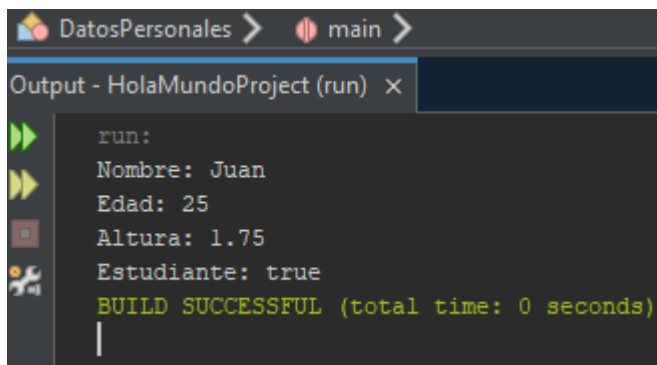 DatosPersonales main
Output - HolaMundoProject (run) ×
run:
Nombre: Juan
Edad: 25
Altura: 1.75
Estudiante: true
BUILD SUCCESSFUL (total time: 0 seconds)